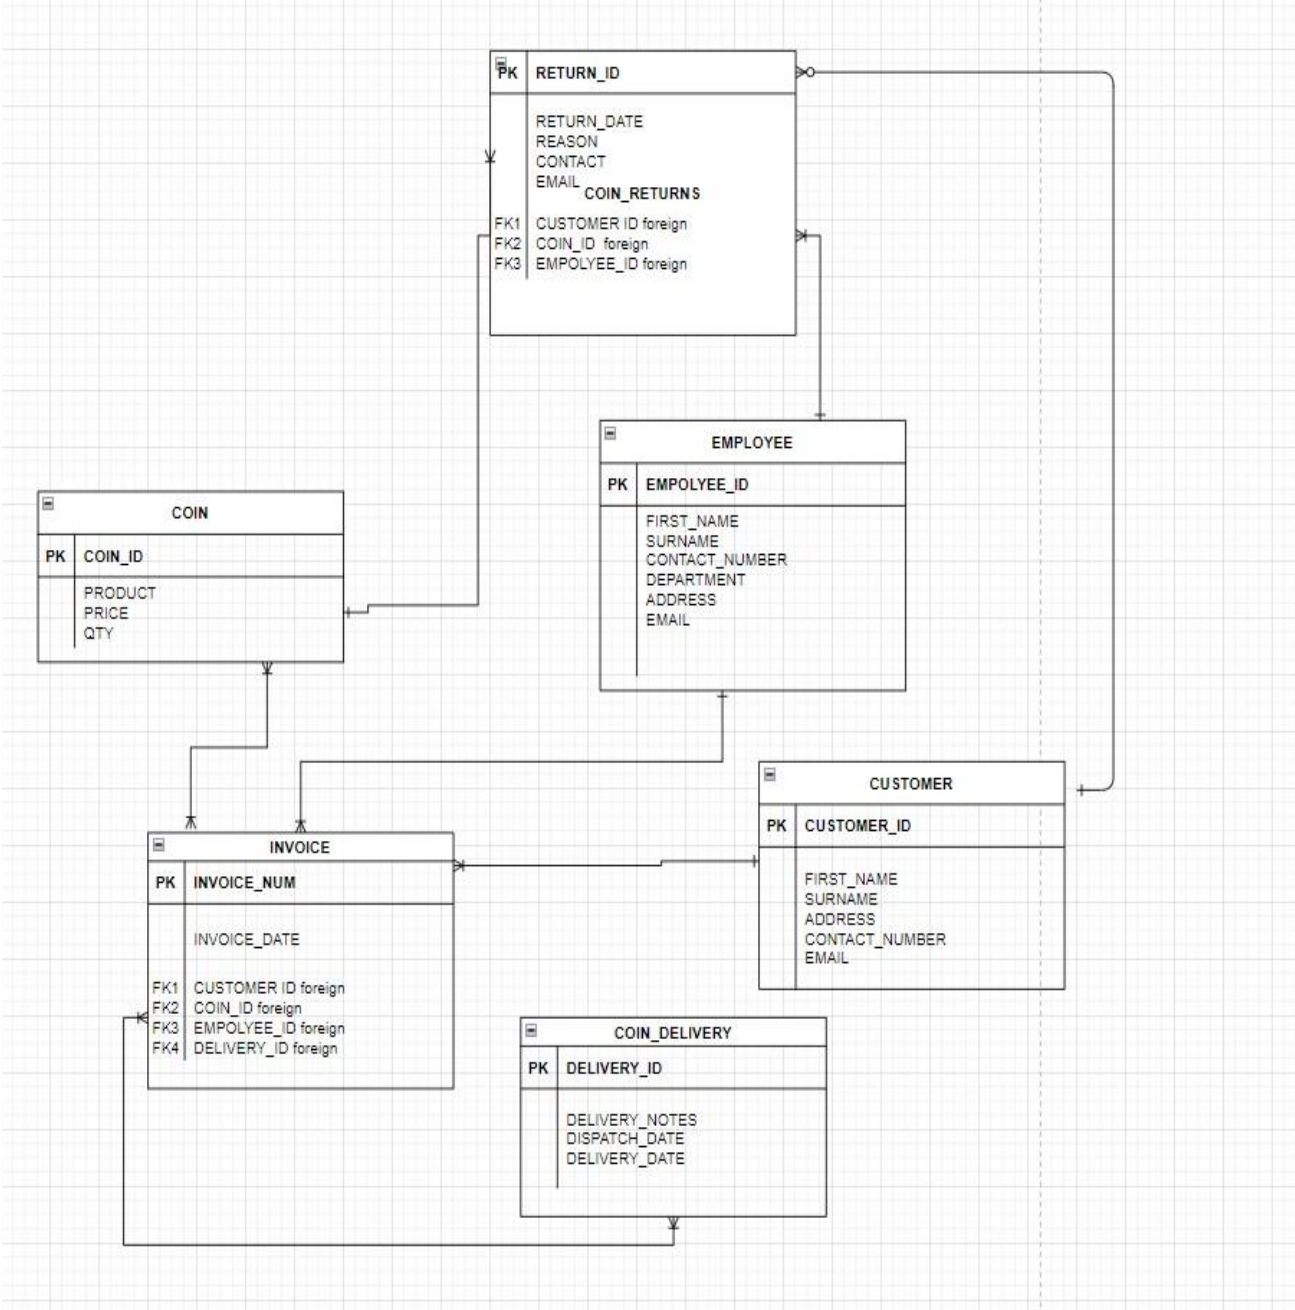 PK RETURN_ID
RETURN_DATE
REASON
CONTACT
EMAIL
COIN_RETURNS
FK1 CUSTOMER ID foreign
FK2 COIN_ID foreign
FK3 EMPOLYEE_ID foreign
EMPLOYEE
PK EMPOLYEE_ID
FIRST_NAME
SURNAME
CONTACT_NUMBER
DEPARTMENT
ADDRESS
EMAIL
COIN
PK COIN_ID
PRODUCT
PRICE
QTY
CUSTOMER
PK CUSTOMER_ID
FIRST_NAME
SURNAME
ADDRESS
CONTACT_NUMBER
EMAIL
INVOICE
PK INVOICE_NUM
INVOICE_DATE
FK1 CUSTOMER ID foreign
FK2 COIN_ID foreign
FK3 EMPOLYEE_ID foreign
FK4 DELIVERY_ID foreign
COIN_DELIVERY
PK DELIVERY_ID
DELIVERY_NOTES
DISPATCH_DATE
DELIVERY_DATE